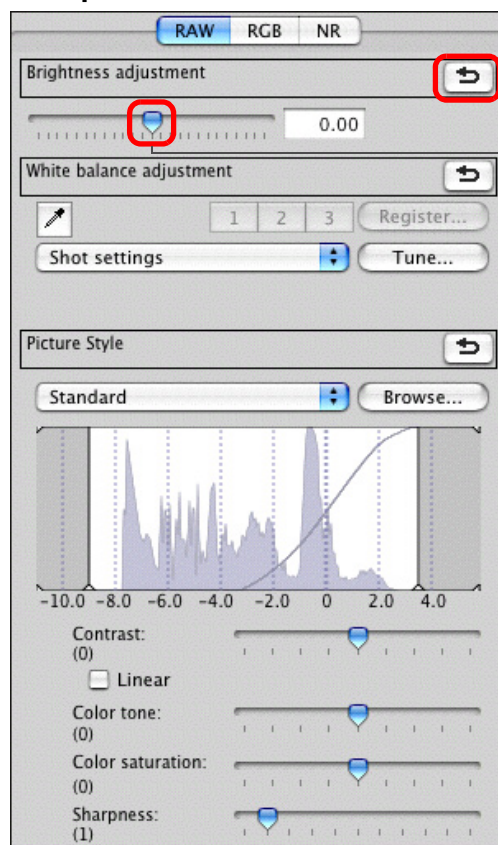 RAW RGB NR
Brightness adjustment
0.00
White balance adjustment
1 2 3 Register...
Shot settings Tune...
Picture Style
Standard Browse...
-10.0 -8.0 -6.0 -4.0 -2.0 0 2.0 4.0
Contrast:
(0)
Linear
Color tone:
(0)
Color saturation:
(0)
Sharpness:
(1)